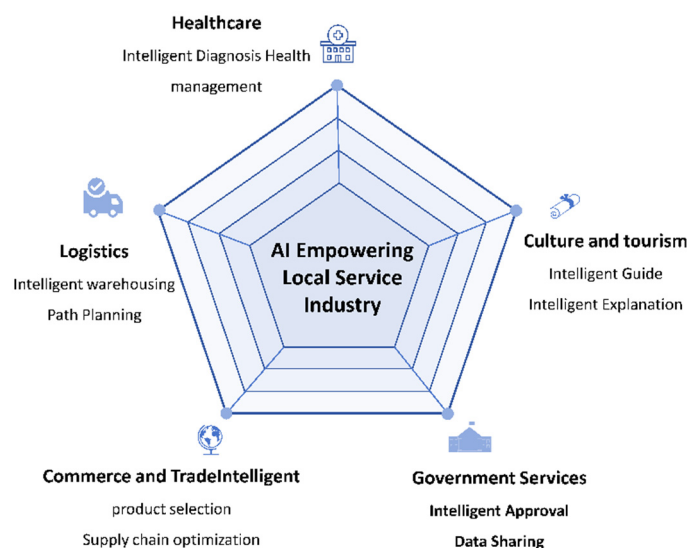 Healthcare
Intelligent Diagnosis Health
management
Logistics
Intelligent warehousing
Path Planning
AI Empowering
Local Service
Industry
Culture and tourism
Intelligent Guide
Intelligent Explanation
Commerce and TradeIntelligent
product selection
Supply chain optimization
Government Services
Intelligent Approval
Data Sharing